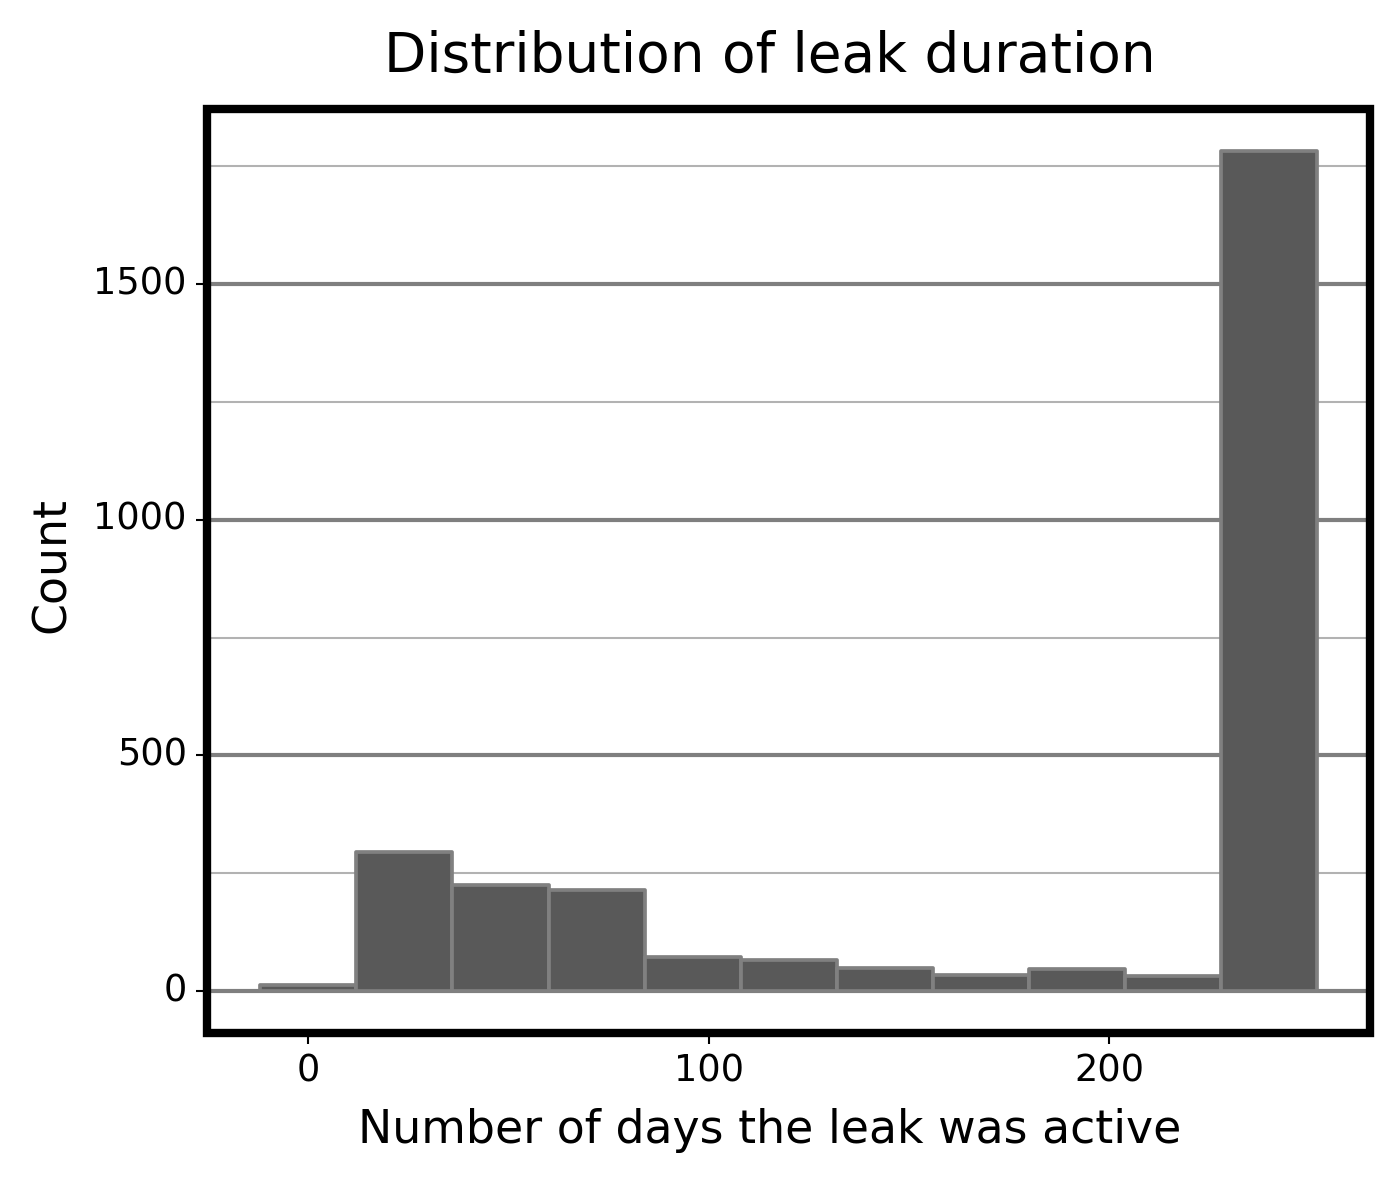 Distribution of leak duration
Count
1500
1000
500
0
0 100 200
Number of days the leak was active